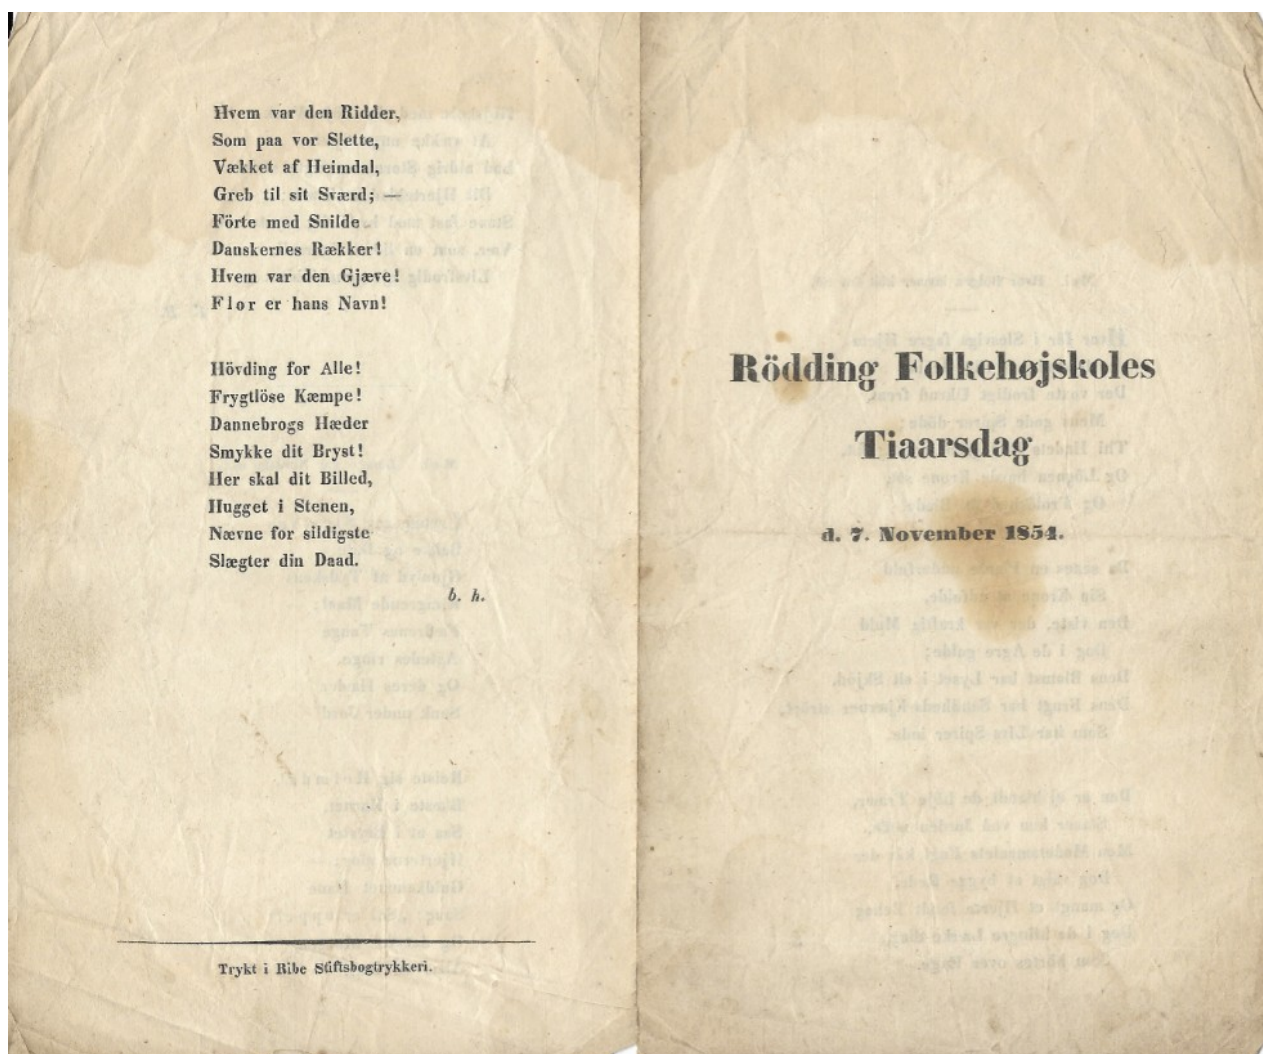 Hvem var den Ridder,
Som paa vor Slette,
Vækket af Heimdal,
Greb til sit Sværd; —
Förte med Snilde
Danskernes Rækker!
Hvem var den Gjæve!
Flor er hans Navn!
Hövding for Alle!
Frygtlöse Kæmpe!
Dannebrogs Hæder
Smykke dit Bryst!
Her skal dit Billed,
Hugget i Stenen,
Nævne for sildigste
Slægter din Daad.
b. h.
Trykt i Ribe Stiftsbogtrykkeri.
Rödding Folkehøjskoles
Tiaarsdag
d. 7. November 1854.